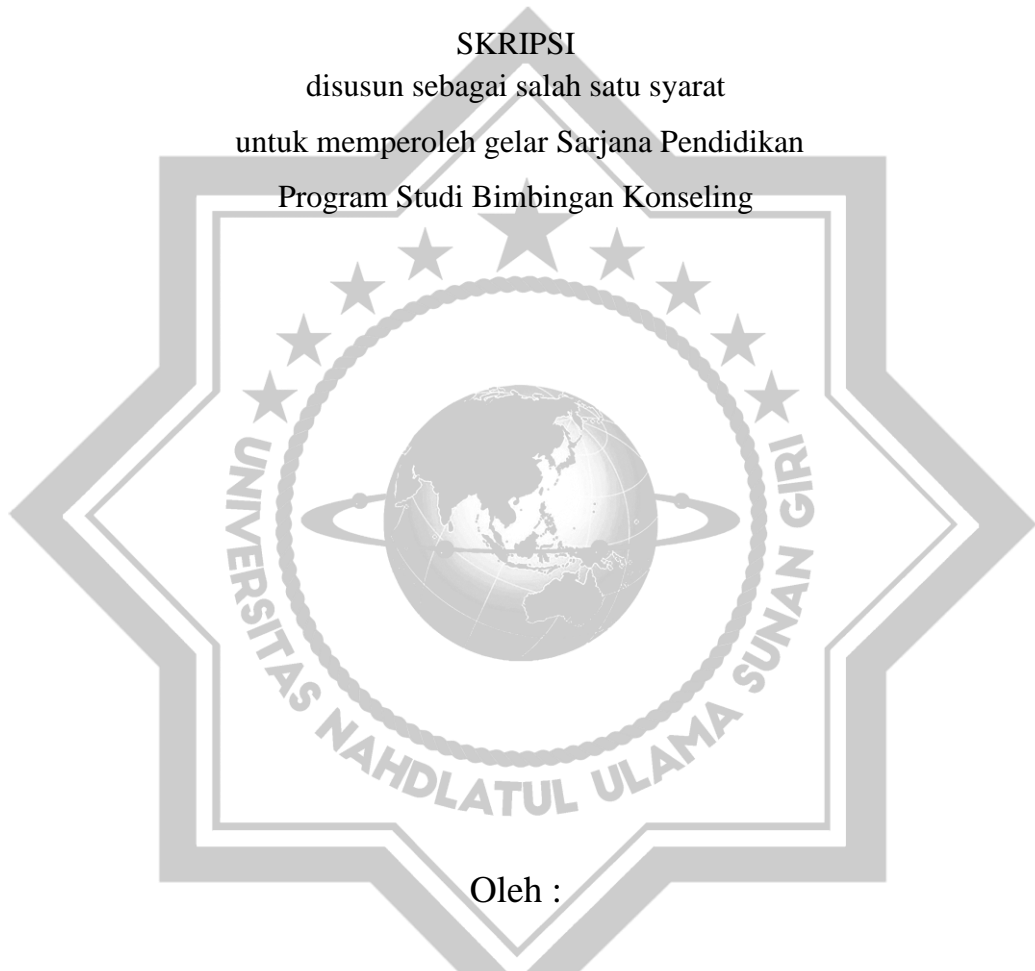 SKRIPSI
disusun sebagai salah satu syarat
untuk memperoleh gelar Sarjana Pendidikan
Program Studi Bimbingan Konseling
UNIVERSITAS NAHDLATUL ULAMA SUNAN GIRI
Oleh :